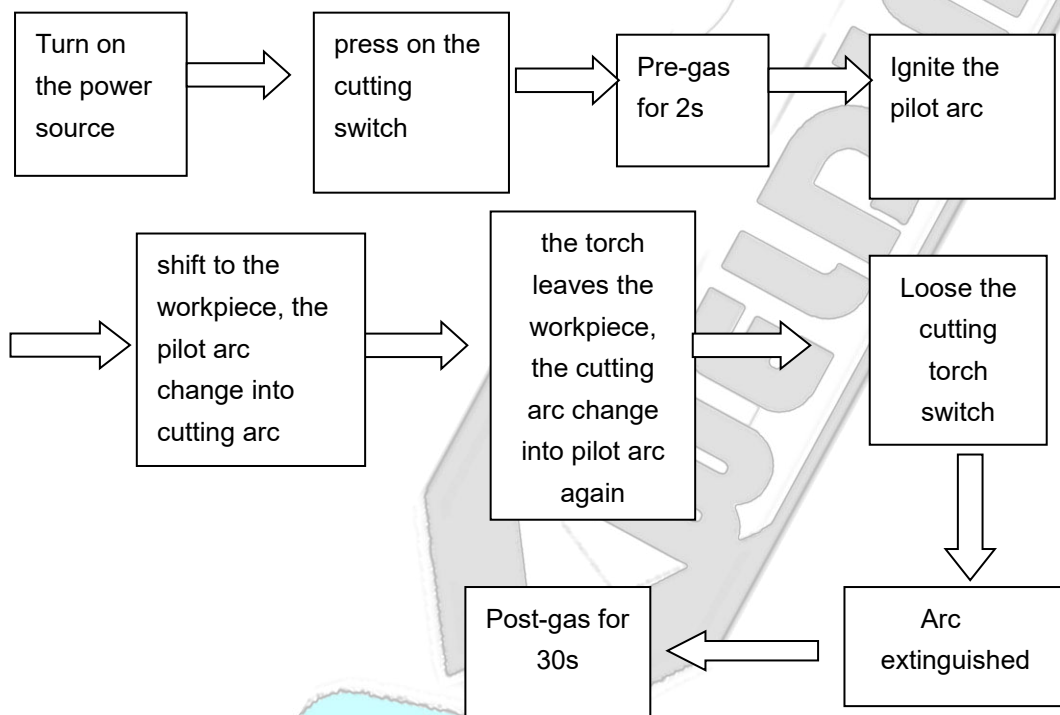 Turn on
the power
source
press on the
cutting
switch
Pre-gas
for 2s
Ignite the
pilot arc
shift to the
workpiece, the
pilot arc
change into
cutting arc
the torch
leaves the
workpiece,
the cutting
arc change
into pilot arc
again
Loose the
cutting
torch
switch
Arc
extinguished
Post-gas for
30s